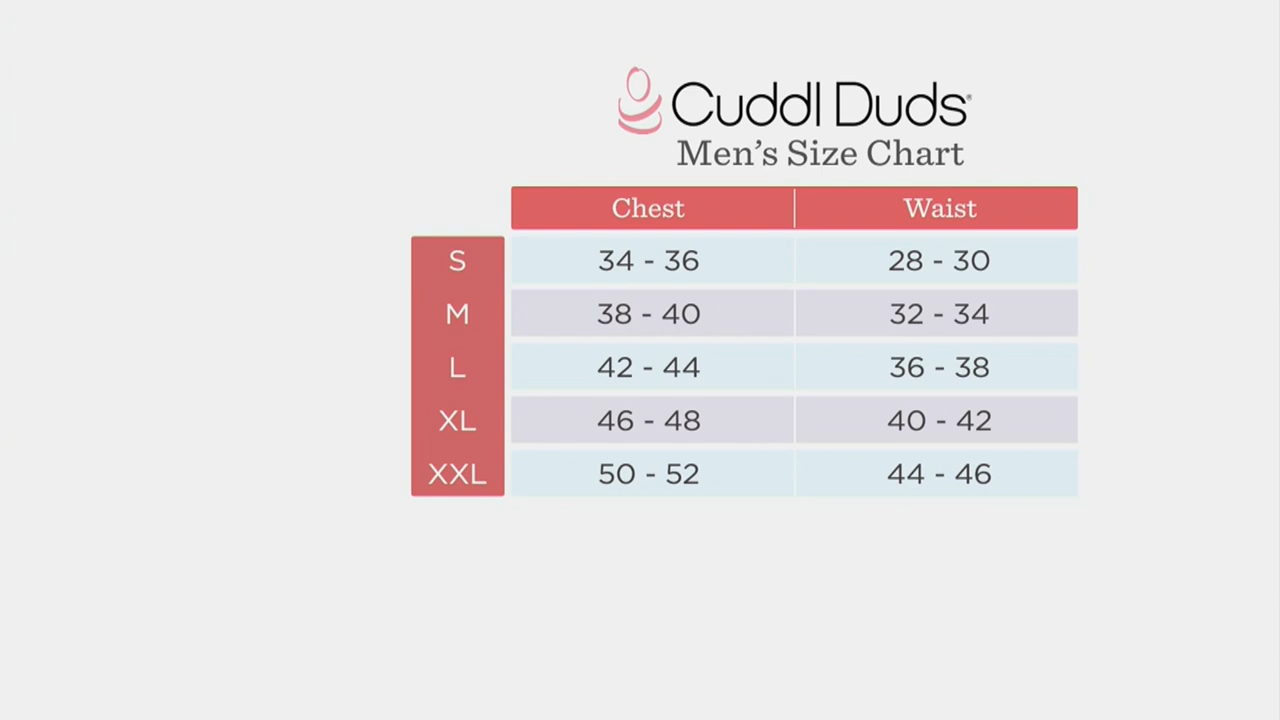 Cuddl Duds®
Men's Size Chart
Chest Waist
S 34 - 36 28 - 30
M 38 - 40 32 - 34
L 42 - 44 36 - 38
XL 46 - 48 40 - 42
XXL 50 - 52 44 - 46